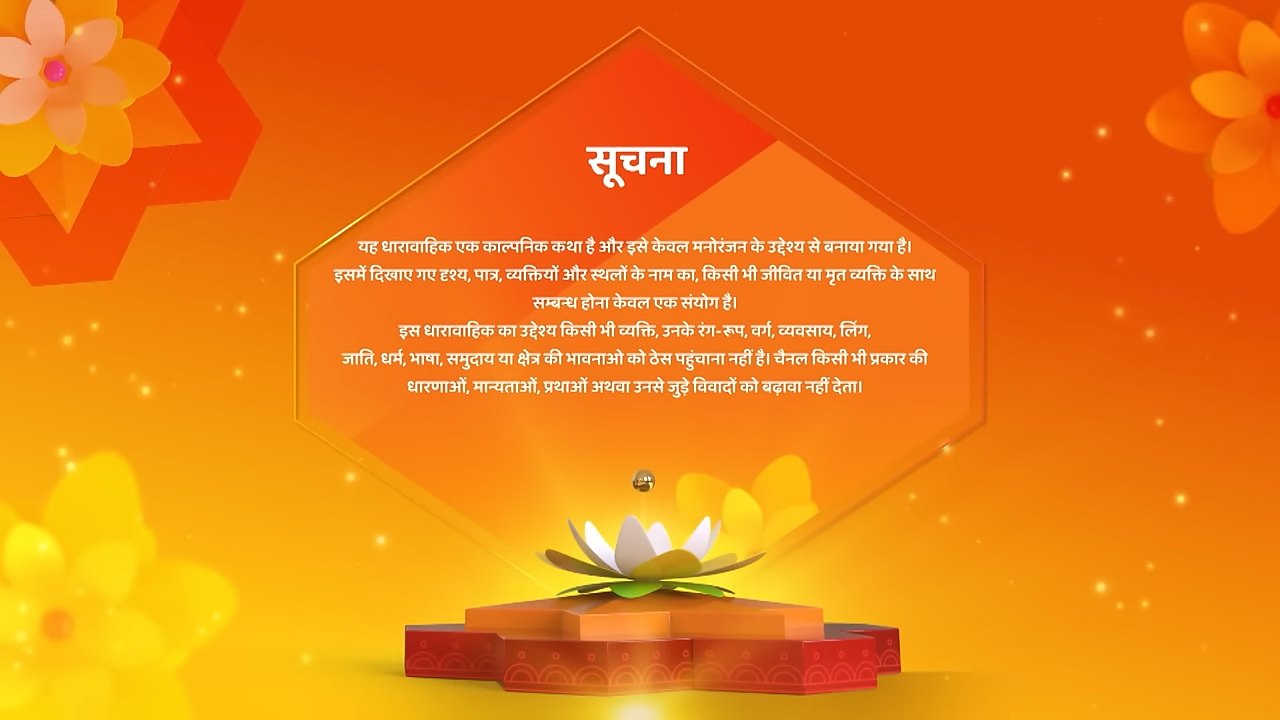 सूचना
यह धारावाहिक एक काल्पनिक कथा है और इसे केवल मनोरंजन के उद्देश्य से बनाया गया है।
इसमें दिखाए गए दृश्य, पात्र, व्यक्तियों और स्थलों के नाम का, किसी भी जीवित या मृत व्यक्ति के साथ
सम्बन्ध होना केवल एक संयोग है।
इस धारावाहिक का उद्देश्य किसी भी व्यक्ति, उनके रंग-रूप, वर्ग, व्यवसाय, लिंग,
जाति, धर्म, भाषा, समुदाय या क्षेत्र की भावनाओ को ठेस पहुंचाना नहीं है। चैनल किसी भी प्रकार की
धारणाओं, मान्यताओं, प्रथाओं अथवा उनसे जुड़े विवादों को बढ़ावा नहीं देता।